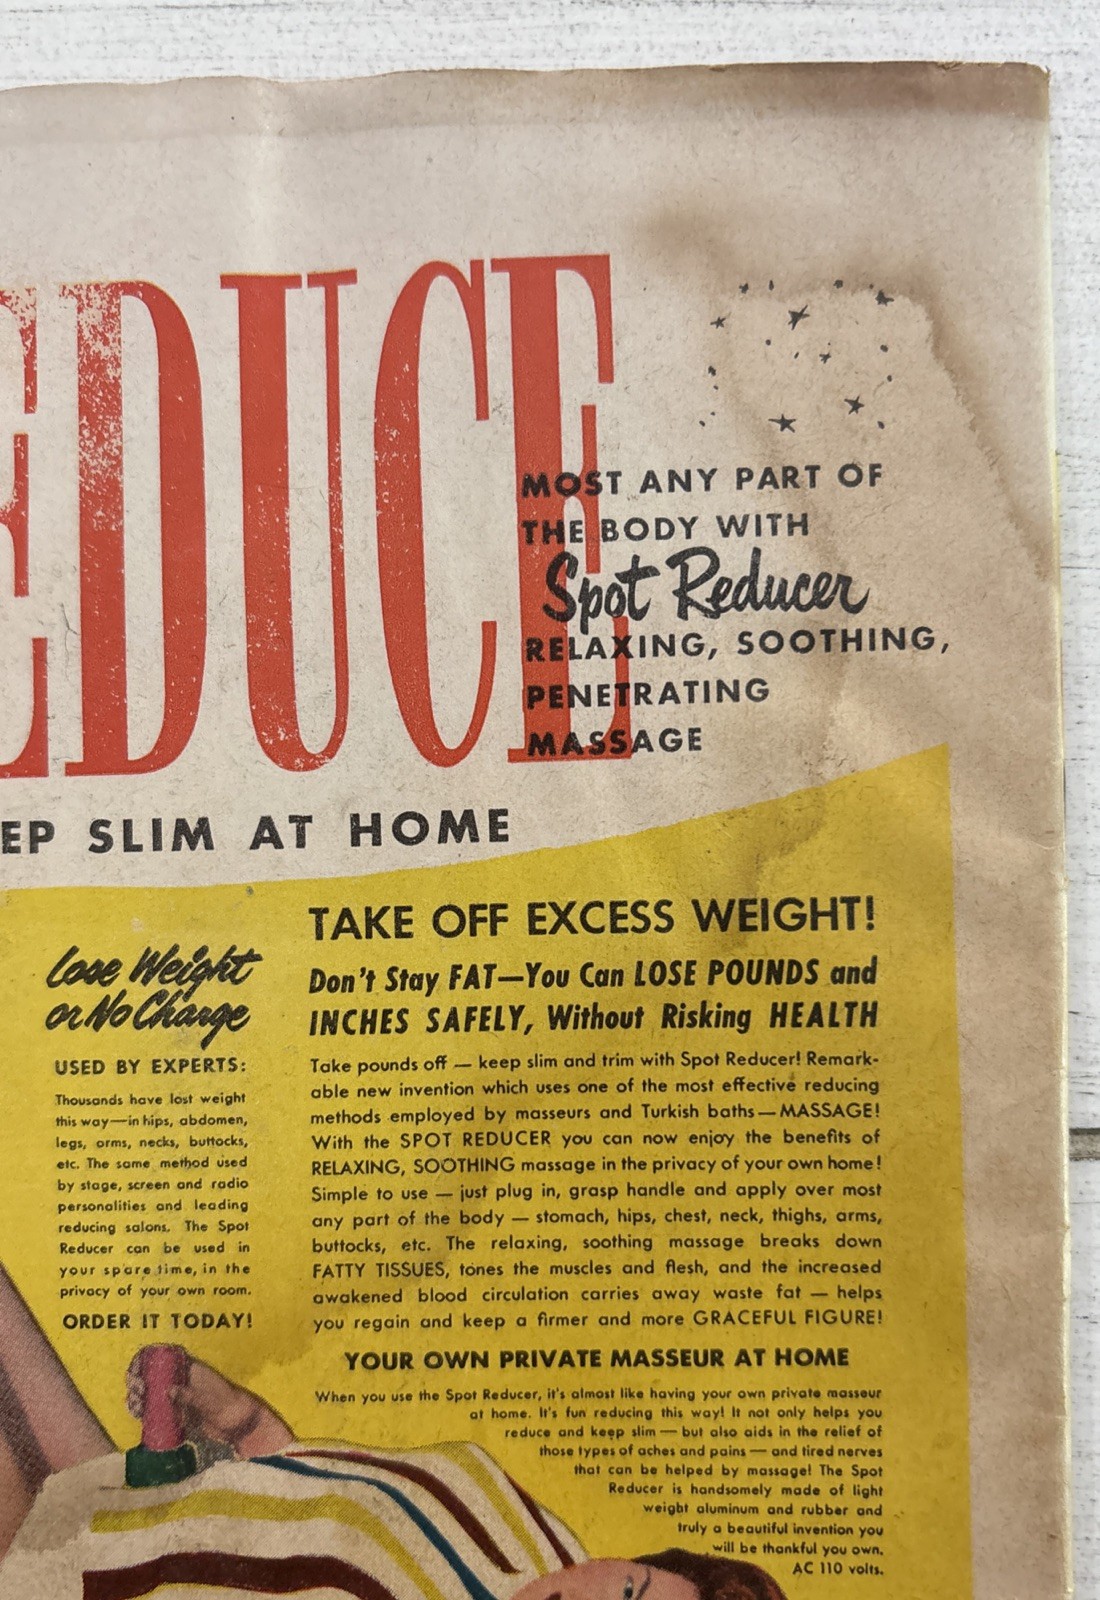 EDUCE
MOST ANY PART OF
THE BODY WITH
Spot Reducer
RELAXING, SOOTHING,
PENETRATING
MASSAGE
EP SLIM AT HOME
Lose Weight
or No Charge
USED BY EXPERTS:
Thousands have lost weight
this way—in hips, abdomen,
legs, arms, necks, buttocks,
etc. The same method used
by stage, screen and radio
personalities and leading
reducing salons. The Spot
Reducer can be used in
your spare time, in the
privacy of your own room.
ORDER IT TODAY!
TAKE OFF EXCESS WEIGHT!
Don't Stay FAT—You Can LOSE POUNDS and
INCHES SAFELY, Without Risking HEALTH
Take pounds off — keep slim and trim with Spot Reducer! Remark-
able new invention which uses one of the most effective reducing
methods employed by masseurs and Turkish baths—MASSAGE!
With the SPOT REDUCER you can now enjoy the benefits of
RELAXING, SOOTHING massage in the privacy of your own home!
Simple to use — just plug in, grasp handle and apply over most
any part of the body — stomach, hips, chest, neck, thighs, arms,
buttocks, etc. The relaxing, soothing massage breaks down
FATTY TISSUES, tones the muscles and flesh, and the increased
awakened blood circulation carries away waste fat — helps
you regain and keep a firmer and more GRACEFUL FIGURE!
YOUR OWN PRIVATE MASSEUR AT HOME
When you use the Spot Reducer, it's almost like having your own private masseur
at home. It's fun reducing this way! It not only helps you
reduce and keep slim — but also aids in the relief of
those types of aches and pains — and tired nerves
that can be helped by massage! The Spot
Reducer is handsomely made of light
weight aluminum and rubber and
truly a beautiful invention you
will be thankful you own.
AC 110 volts.